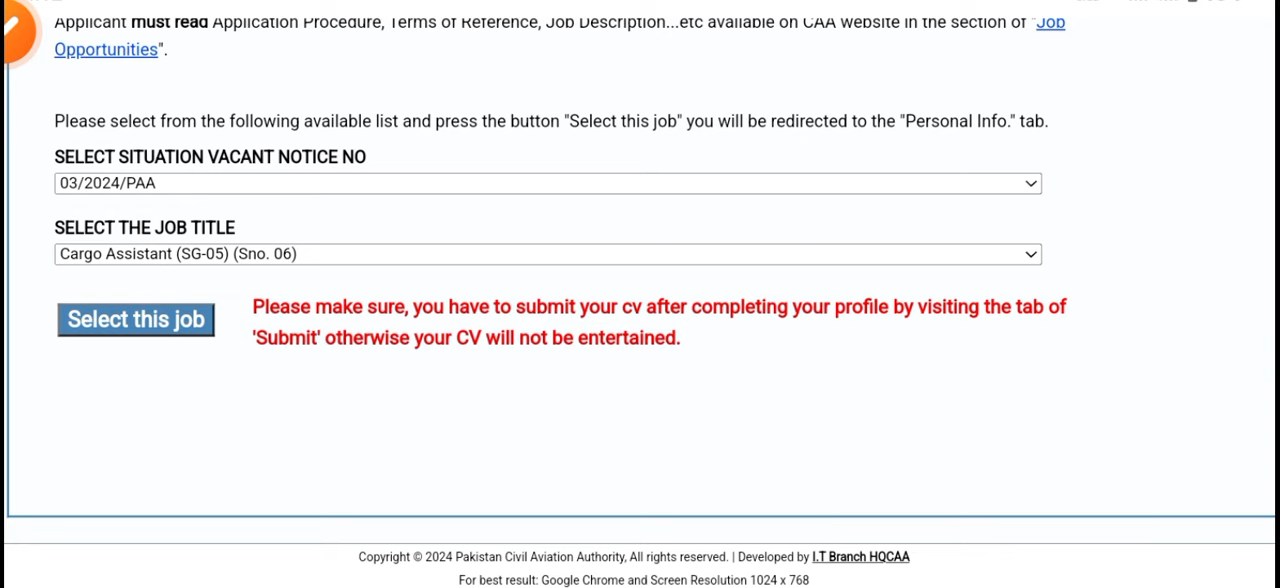 Applicant must read Application Procedure, Terms of Reference, Job Description...etc available on CAA website in the section of "Job
Opportunities".
Please select from the following available list and press the button "Select this job" you will be redirected to the "Personal Info." tab.
SELECT SITUATION VACANT NOTICE NO
03/2024/PAA
SELECT THE JOB TITLE
Cargo Assistant (SG-05) (Sno. 06)
Select this job
Please make sure, you have to submit your cv after completing your profile by visiting the tab of
'Submit' otherwise your CV will not be entertained.
Copyright © 2024 Pakistan Civil Aviation Authority, All rights reserved. | Developed by I.T Branch HQCAA
For best result: Google Chrome and Screen Resolution 1024 x 768